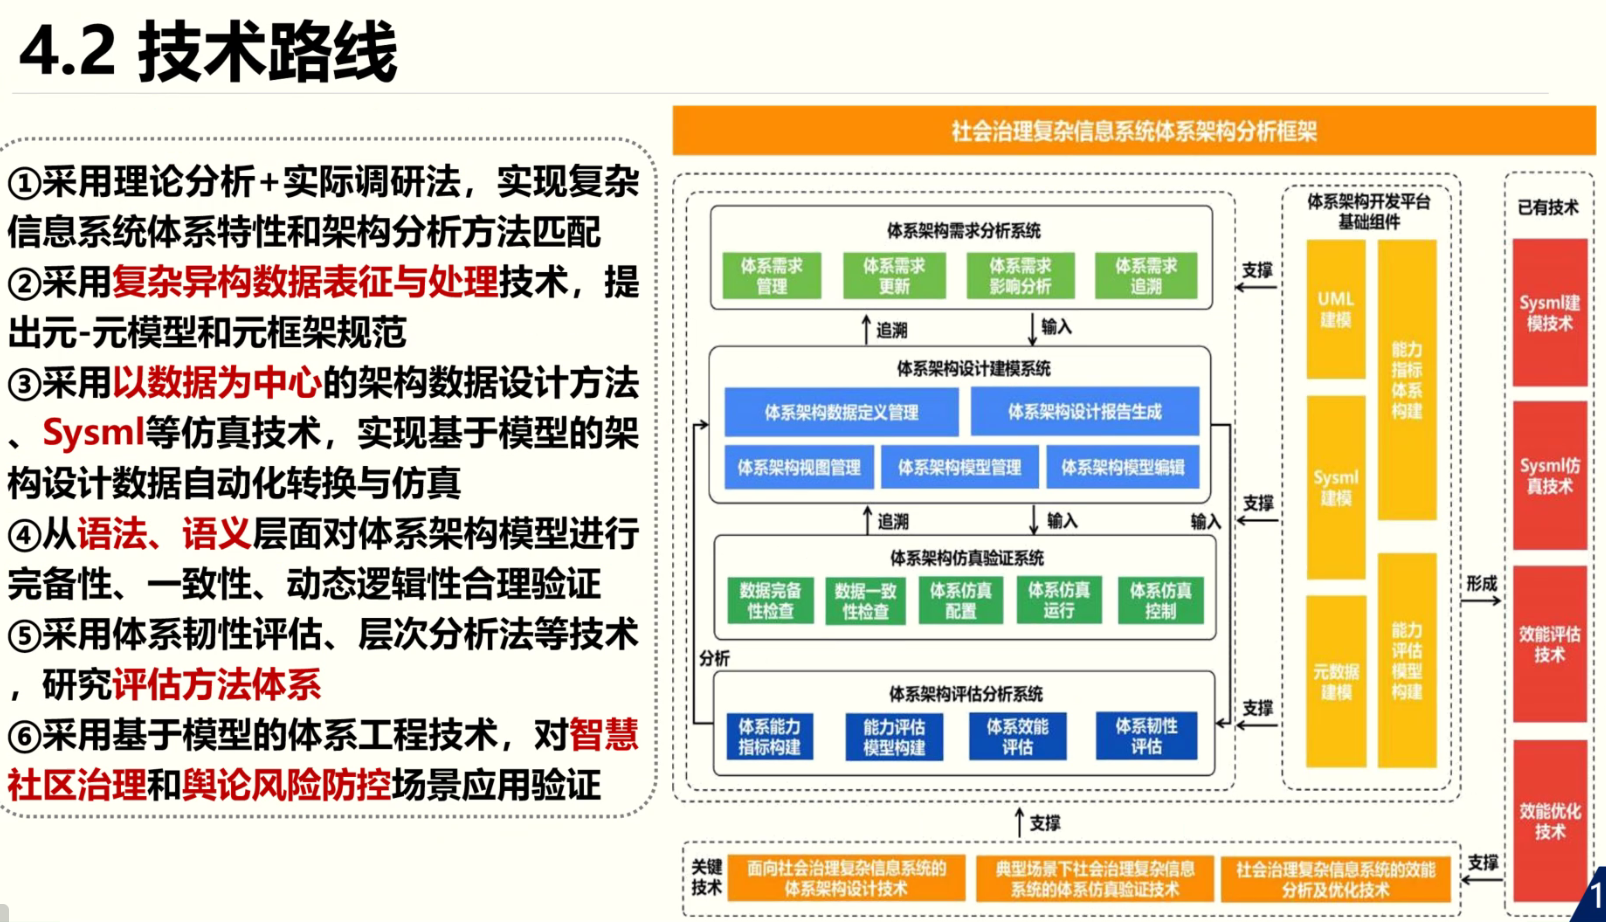 4.2 技术路线
①采用理论分析+实际调研法，实现复杂
信息系统体系特性和架构分析方法匹配
②采用复杂异构数据表征与处理技术，提
出元-元模型和元框架规范
③采用以数据为中心的架构数据设计方法
、Sysml等仿真技术，实现基于模型的架
构设计数据自动化转换与仿真
④从语法、语义层面对体系架构模型进行
完备性、一致性、动态逻辑性合理验证
⑤采用体系韧性评估、层次分析法等技术
，研究评估方法体系
⑥采用基于模型的体系工程技术，对智慧
社区治理和舆论风险防控场景应用验证
社会治理复杂信息系统体系架构分析框架
体系架构需求分析系统
体系需求
管理
体系需求
更新
体系需求
影响分析
体系需求
追溯
追溯
输入
体系架构设计建模系统
体系架构数据定义管理
体系架构设计报告生成
体系架构视图管理
体系架构模型管理
体系架构模型编辑
追溯
输入
输入
体系架构仿真验证系统
数据完备
性检查
数据一致
性检查
体系仿真
配置
体系仿真
运行
体系仿真
控制
分析
体系架构评估分析系统
体系能力
指标构建
能力评估
模型构建
体系效能
评估
体系韧性
评估
支撑
支撑
支撑
体系架构开发平台
基础组件
UML
建模
Sysml
建模
元数据
建模
能力
指标
体系
构建
能力
评估
模型
构建
形成
已有技术
Sysml建
模技术
Sysml仿
真技术
效能评估
技术
效能优化
技术
支撑
关键
技术
面向社会治理复杂信息系统的
体系架构设计技术
典型场景下社会治理复杂信息
系统的体系仿真验证技术
社会治理复杂信息系统的效能
分析及优化技术
支撑
1